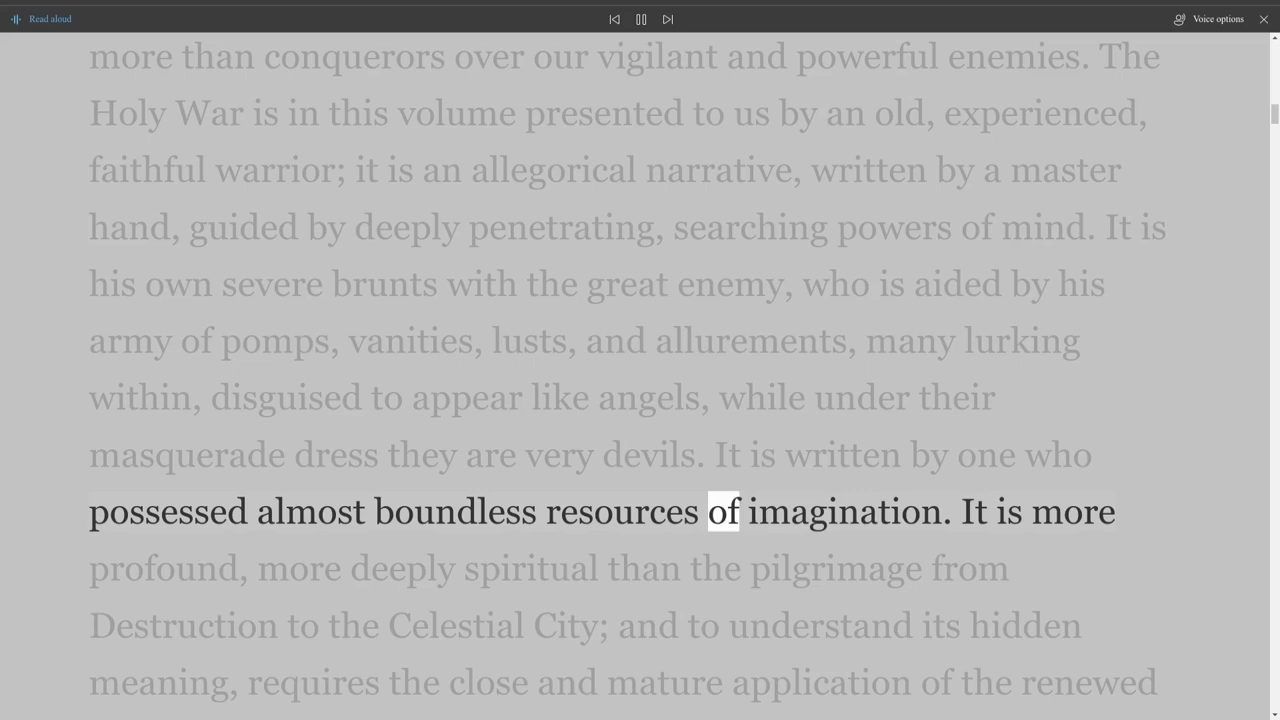 Read aloud
Voice options
more than conquerors over our vigilant and powerful enemies. The
Holy War is in this volume presented to us by an old, experienced,
faithful warrior; it is an allegorical narrative, written by a master
hand, guided by deeply penetrating, searching powers of mind. It is
his own severe brunts with the great enemy, who is aided by his
army of pomps, vanities, lusts, and allurements, many lurking
within, disguised to appear like angels, while under their
masquerade dress they are very devils. It is written by one who
possessed almost boundless resources of imagination. It is more
profound, more deeply spiritual than the pilgrimage from
Destruction to the Celestial City; and to understand its hidden
meaning, requires the close and mature application of the renewed